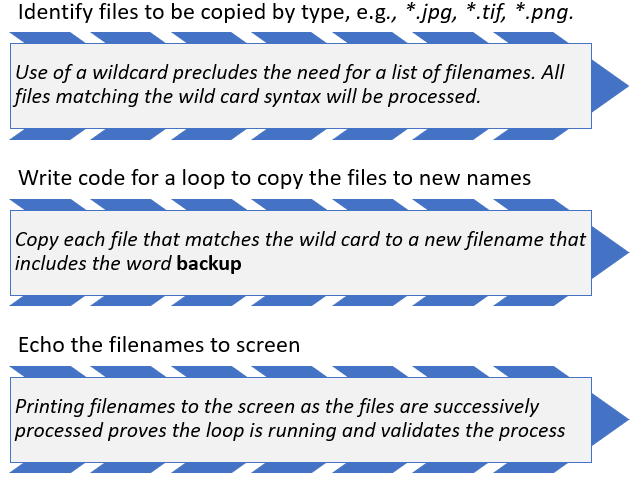 Identify files to be copied by type, e.g., *.jpg, *.tif, *.png.
Use of a wildcard precludes the need for a list of filenames. All
files matching the wild card syntax will be processed.
Write code for a loop to copy the files to new names
Copy each file that matches the wild card to a new filename that
includes the word backup
Echo the filenames to screen
Printing filenames to the screen as the files are successively
processed proves the loop is running and validates the process